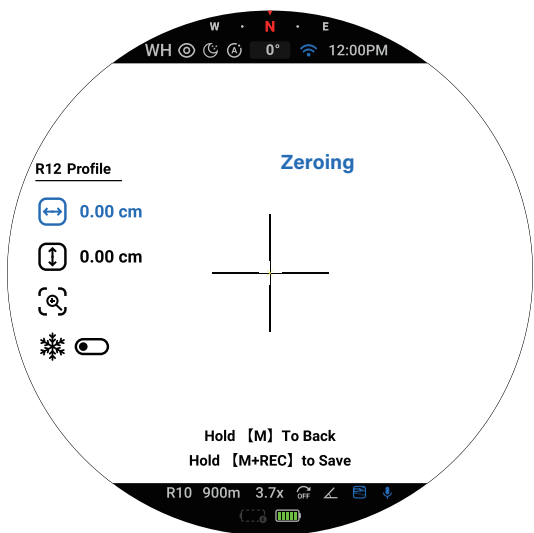 W · N · E
WH A 0° 12:00PM
Zeroing
R12 Profile
0.00 cm
0.00 cm
Hold 【M】 To Back
Hold 【M+REC】 to Save
R10 900m 3.7x OFF